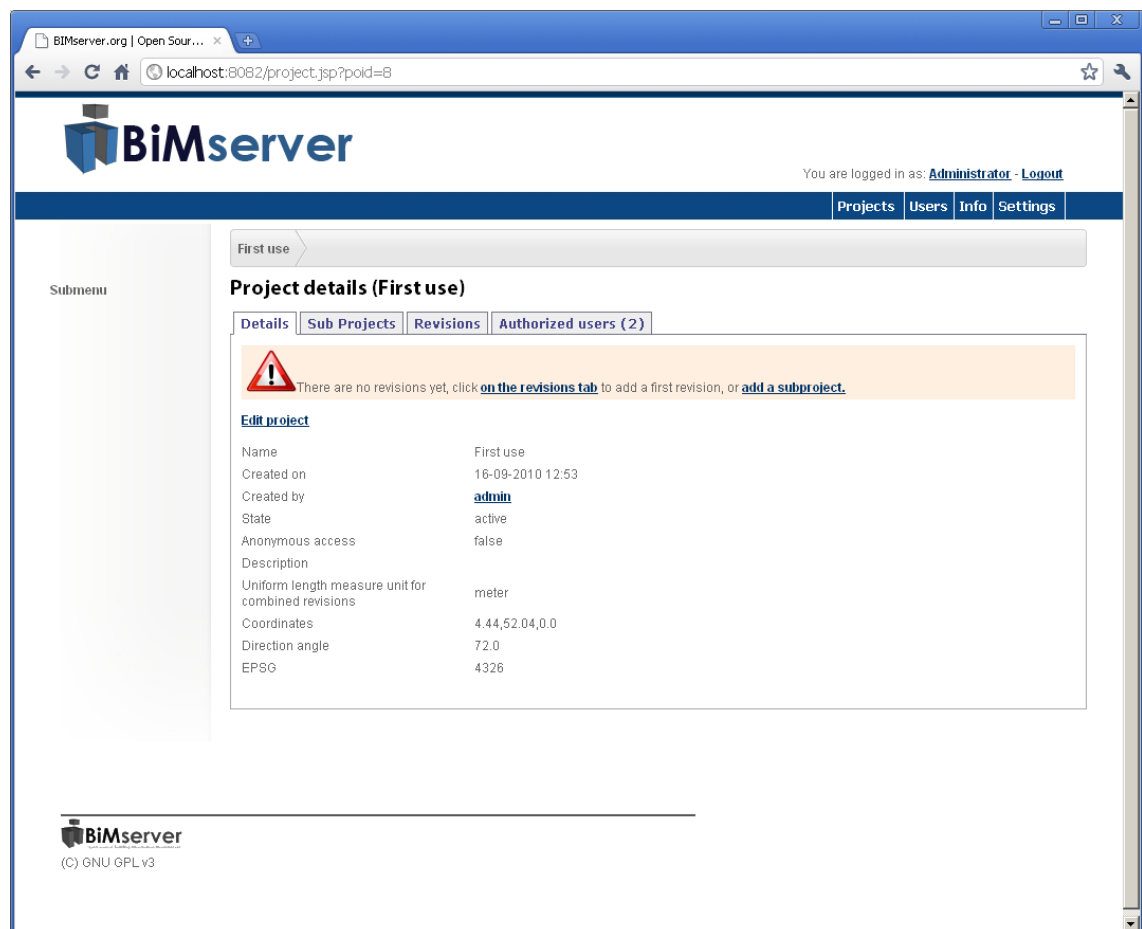 BIMserver.org | Open Sour...
localhost:8082/project.jsp?poid=8
BiMserver
You are logged in as: Administrator - Logout
Projects Users Info Settings
First use
Submenu
Project details (First use)
Details Sub Projects Revisions Authorized users (2)
There are no revisions yet, click on the revisions tab to add a first revision, or add a subproject.
Edit project
Name First use
Created on 16-09-2010 12:53
Created by admin
State active
Anonymous access false
Description
Uniform length measure unit for
combined revisions meter
Coordinates 4.44,52.04,0.0
Direction angle 72.0
EPSG 4326
BiMserver
(C) GNU GPL v3